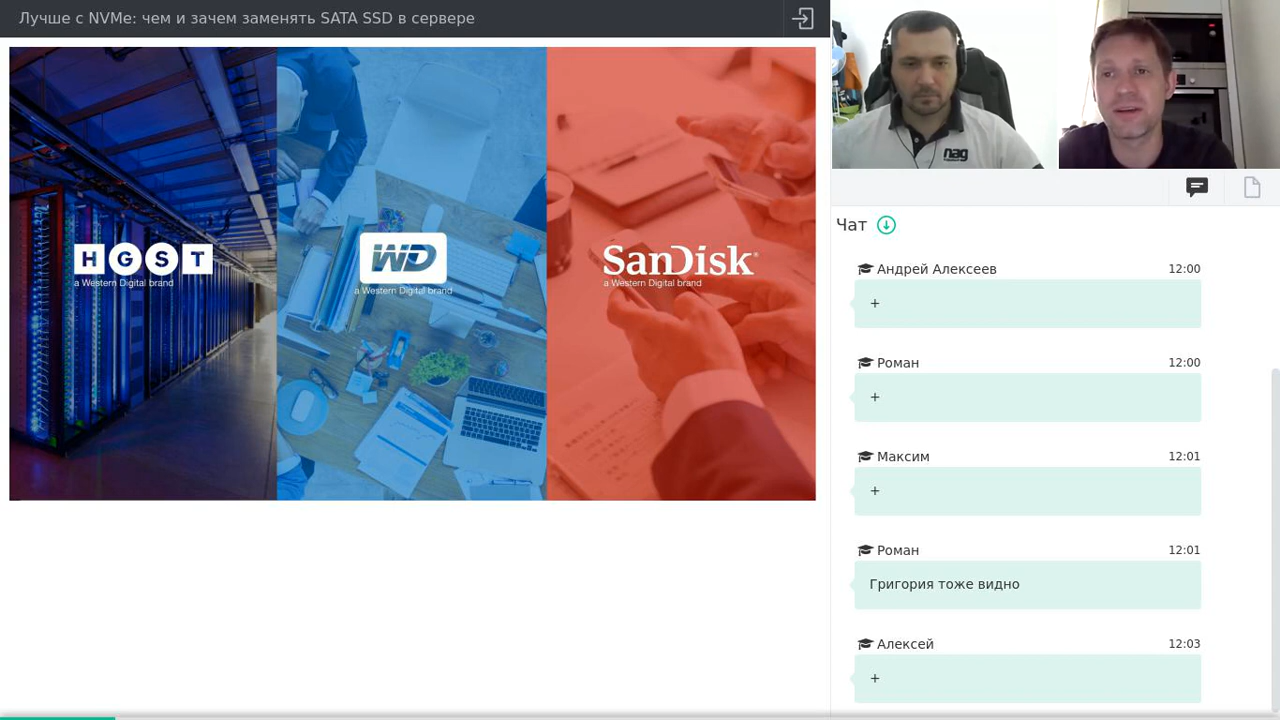 Лучше с NVMe: чем и зачем заменять SATA SSD в сервере
HGST
a Western Digital brand
WD
a Western Digital brand
SanDisk®
a Western Digital brand
nag
Чат
Андрей Алексеев 12:00
+
Роман 12:00
+
Максим 12:01
+
Роман 12:01
Григория тоже видно
Алексей 12:03
+